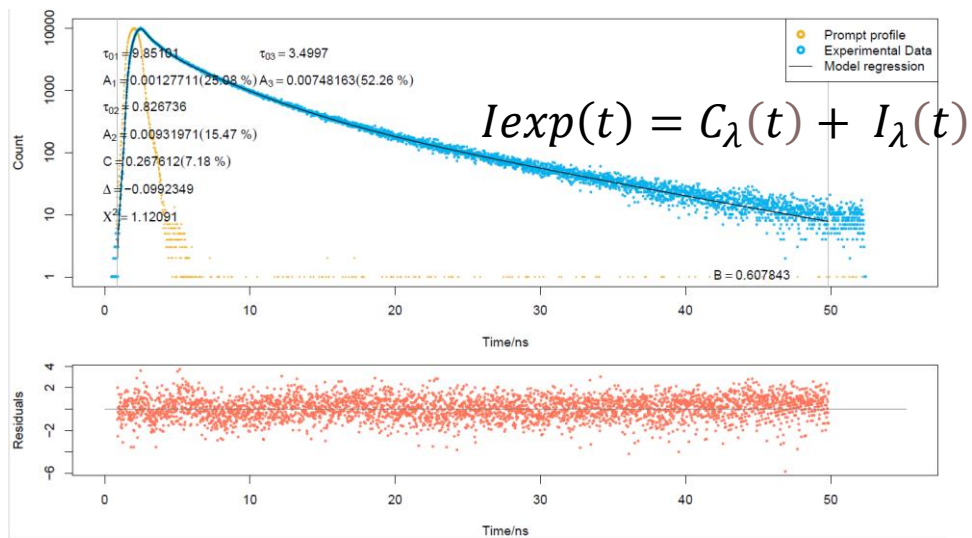 10000
1000
100
10
1
Count
τ01 = 9.85101 τ03 = 3.4997
A1 = 0.00127711(25.08 %) A3 = 0.00748163(52.26 %)
τ02 = 0.826736
A2 = 0.00931971(15.47 %)
C = 0.267612(7.18 %)
Δ = −0.0992349
X² = 1.12091
Prompt profile
Experimental Data
Model regression
Iexp(t) = Cλ(t) + Iλ(t)
B = 0.607843
0 10 20 30 40 50
Time/ns
4
2
-2
-6
Residuals
0 10 20 30 40 50
Time/ns